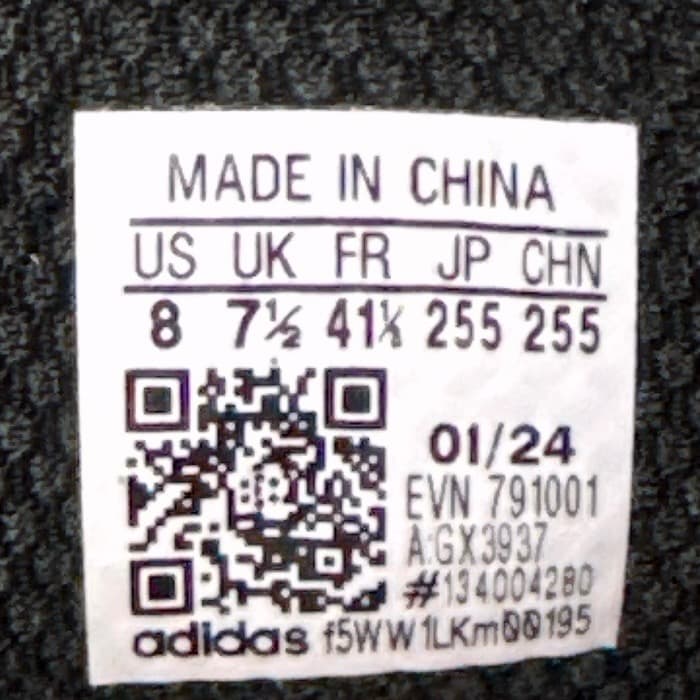 MADE IN CHINA
US UK FR JP CHN
8 7½ 41⅓ 255 255
01/24
EVN 791001
A:GX3937
#134004280
adidas f5WW1LKm00195